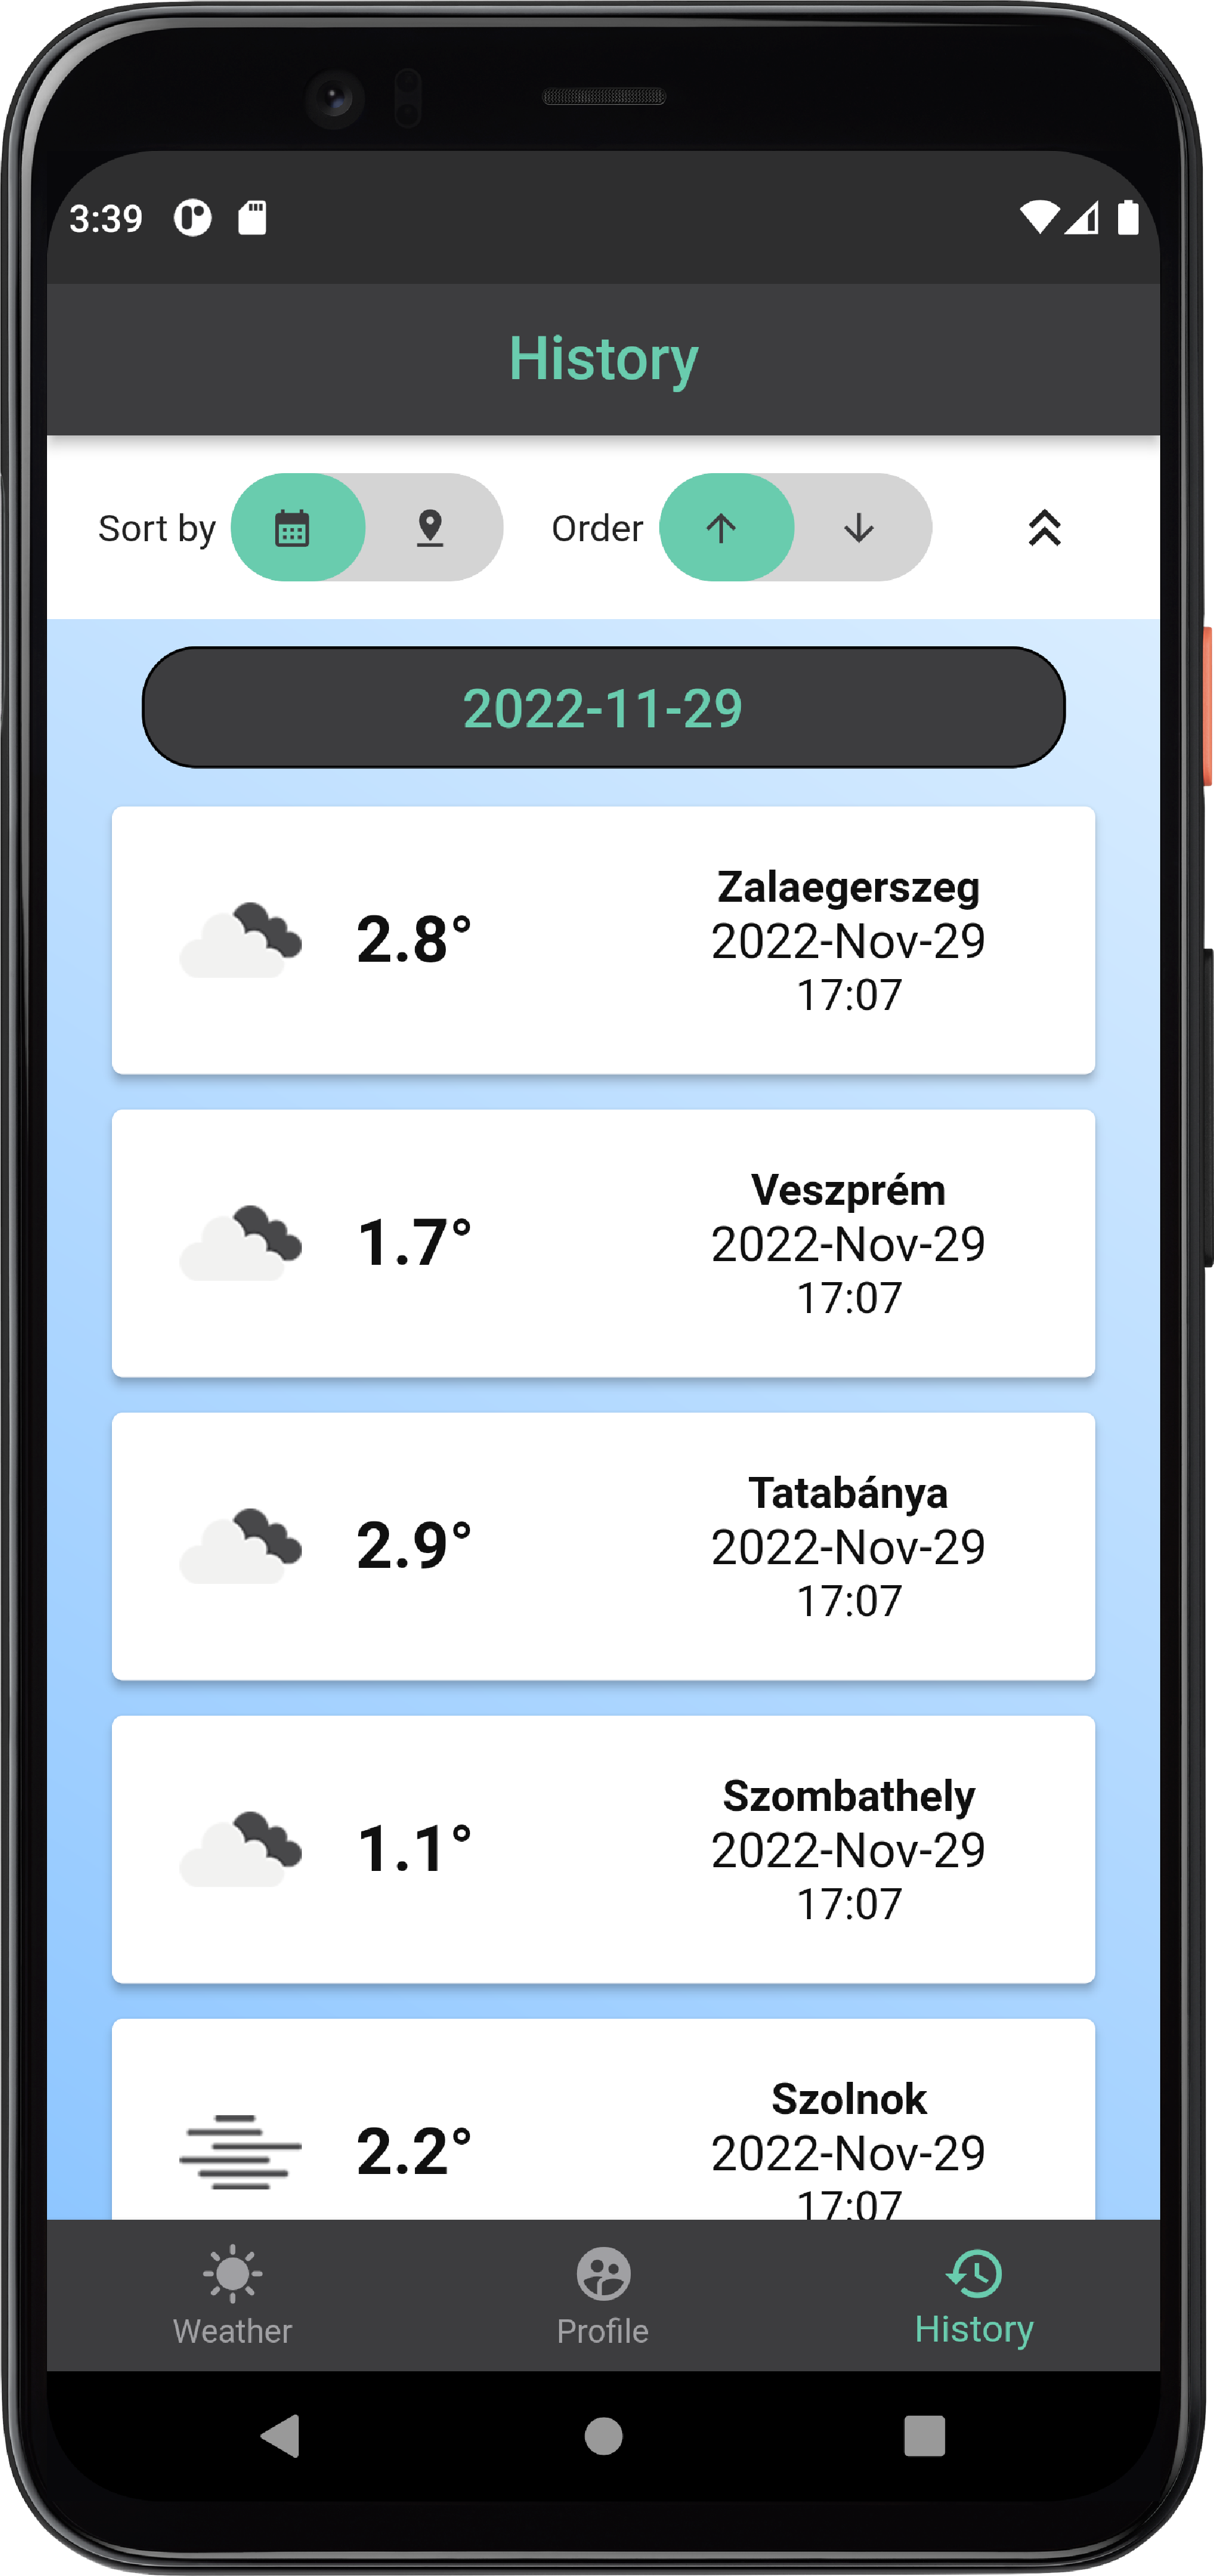 3:39
History
Sort by
Order
2022-11-29
2.8°
Zalaegerszeg
2022-Nov-29
17:07
1.7°
Veszprém
2022-Nov-29
17:07
2.9°
Tatabánya
2022-Nov-29
17:07
1.1°
Szombathely
2022-Nov-29
17:07
2.2°
Szolnok
2022-Nov-29
17:07
Weather
Profile
History